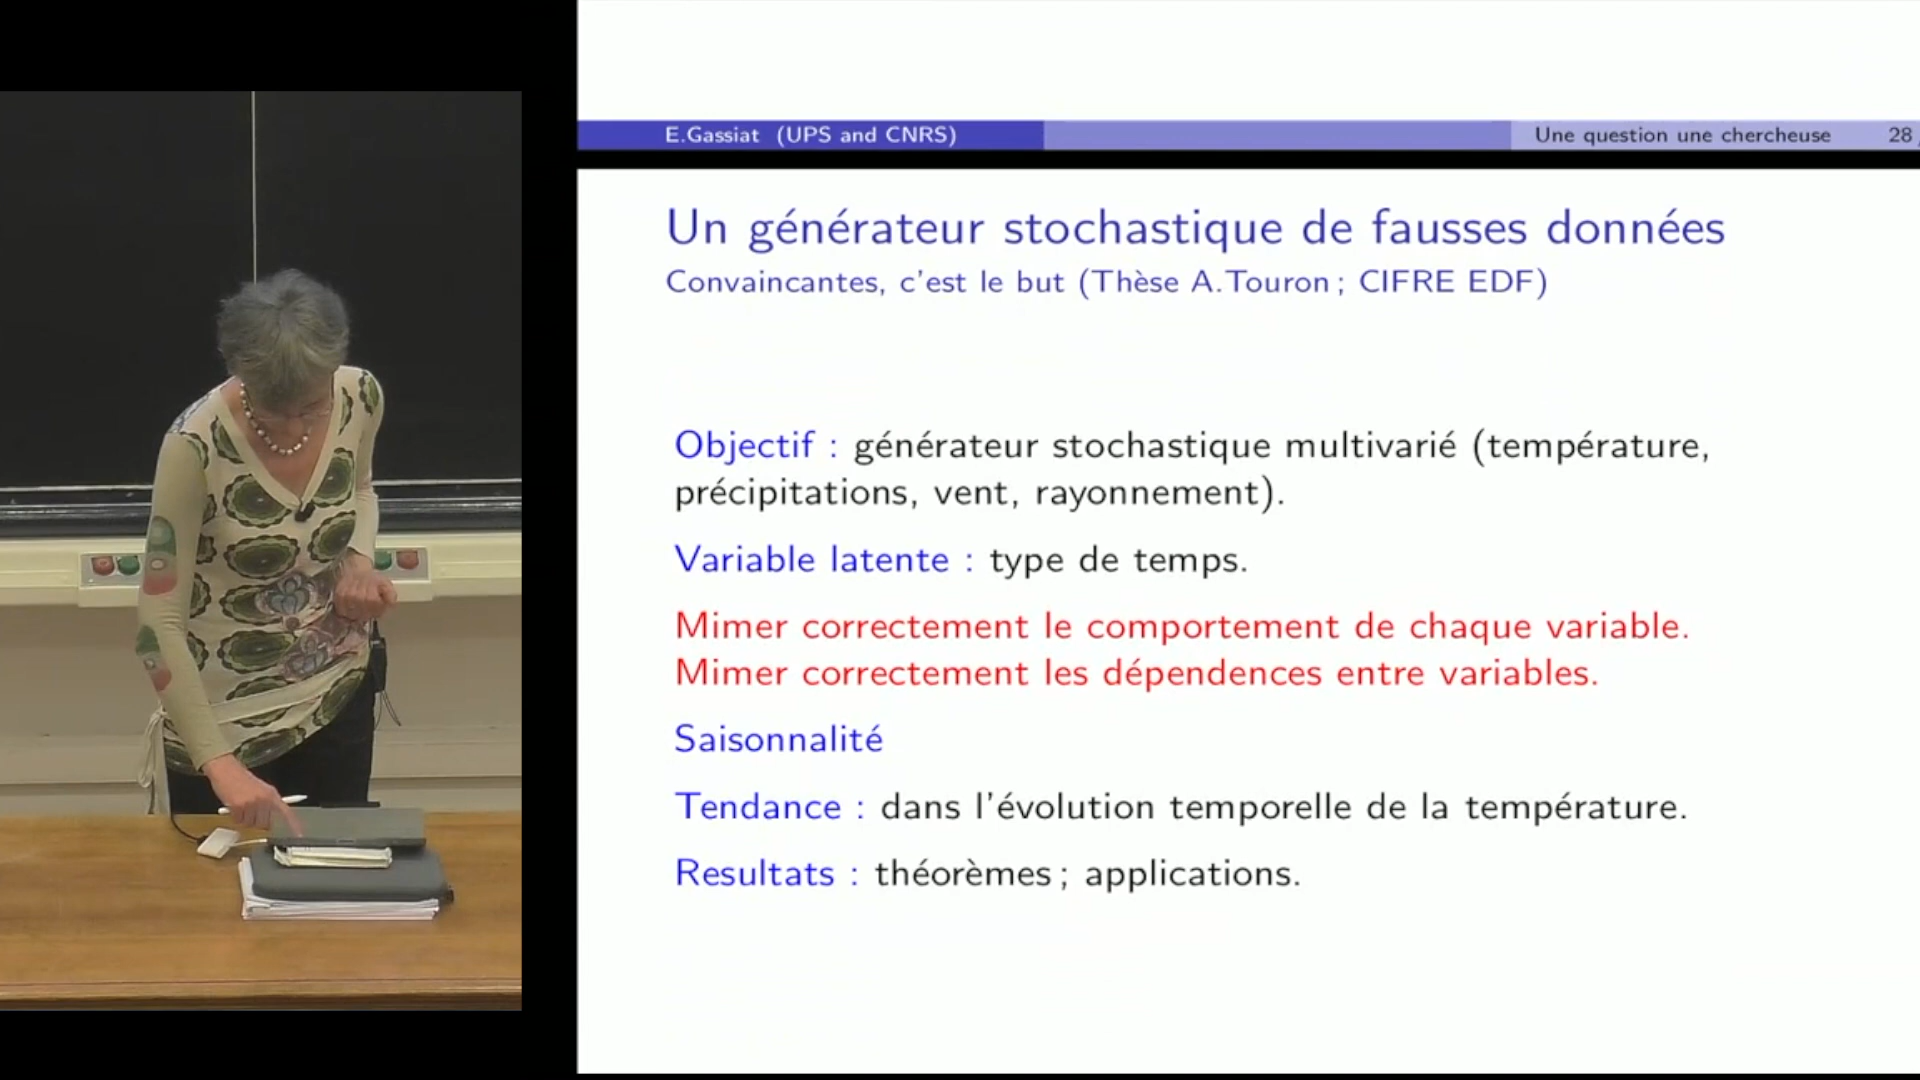 E.Gassiat (UPS and CNRS)
Une question une chercheuse
28
Un générateur stochastique de fausses données
Convaincantes, c'est le but (Thèse A.Touron ; CIFRE EDF)
Objectif : générateur stochastique multivarié (température,
précipitations, vent, rayonnement).
Variable latente : type de temps.
Mimer correctement le comportement de chaque variable.
Mimer correctement les dépendences entre variables.
Saisonnalité
Tendance : dans l'évolution temporelle de la température.
Resultats : théorèmes ; applications.